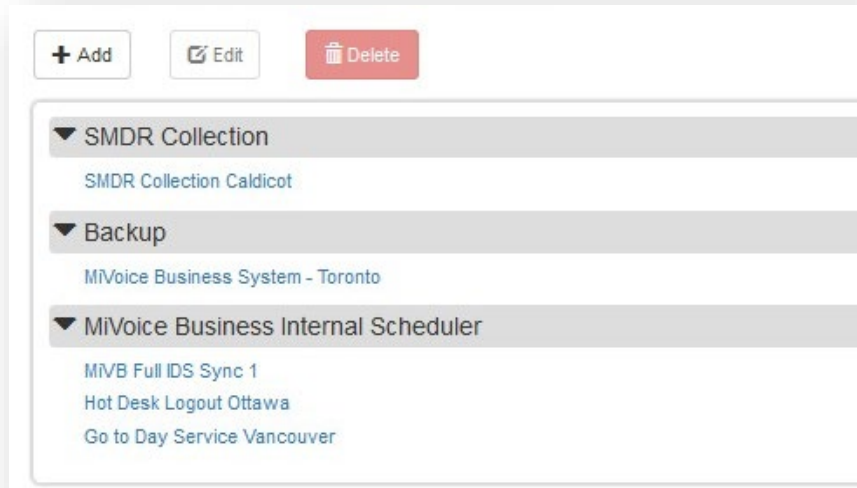 Add Edit Delete
SMDR Collection
SMDR Collection Caldicot
Backup
MiVoice Business System - Toronto
MiVoice Business Internal Scheduler
MiVB Full IDS Sync 1
Hot Desk Logout Ottawa
Go to Day Service Vancouver